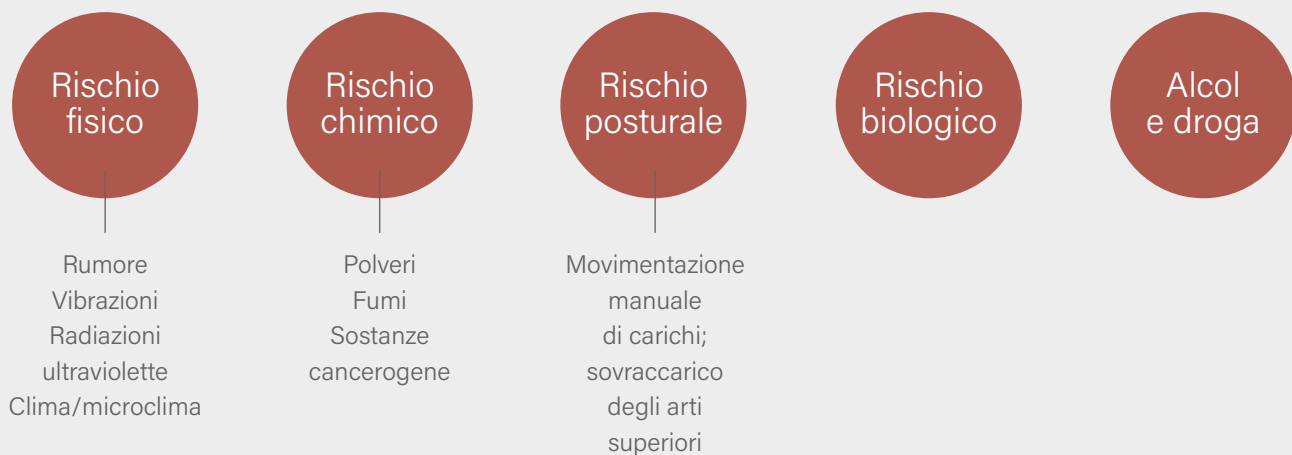 Rischio
fisico
Rumore
Vibrazioni
Radiazioni
ultraviolette
Clima/microclima
Rischio
chimico
Polveri
Fumi
Sostanze
cancerogene
Rischio
posturale
Movimentazione
manuale
di carichi;
sovraccarico
degli arti
superiori
Rischio
biologico
Alcol
e droga